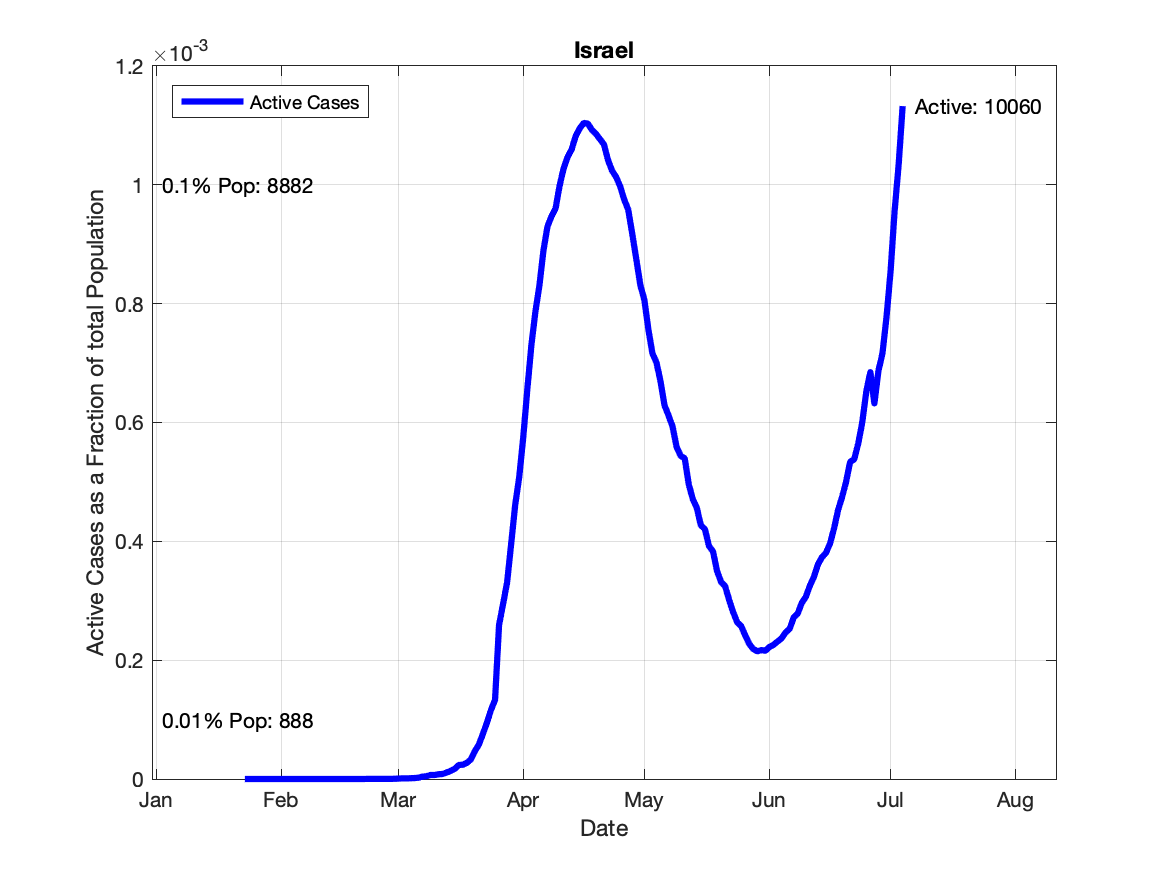 Israel
×10-3
1.2
1
0.8
0.6
0.4
0.2
0
Active Cases as a Fraction of total Population
Active Cases
Active: 10060
0.1% Pop: 8882
0.01% Pop: 888
Jan Feb Mar Apr May Jun Jul Aug
Date